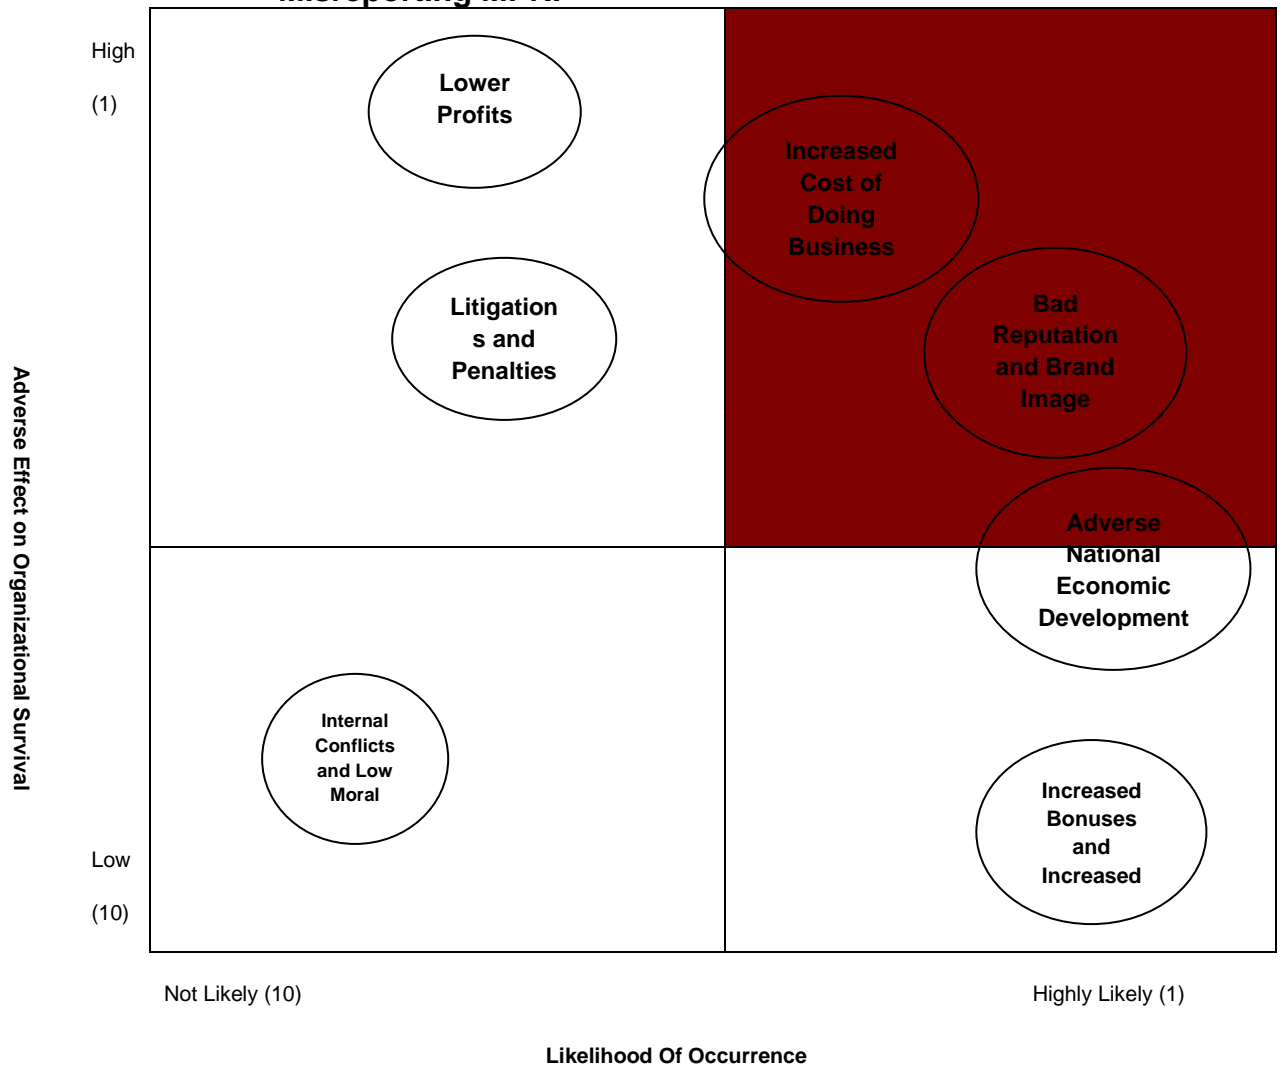 High
(1)
Lower
Profits
Increased
Cost of
Doing
Business
Litigation
s and
Penalties
Bad
Reputation
and Brand
Image
Adverse Effect on Organizational Survival
Adverse
National
Economic
Development
Internal
Conflicts
and Low
Moral
Increased
Bonuses
and
Increased
Low
(10)
Not Likely (10)
Highly Likely (1)
Likelihood Of Occurrence